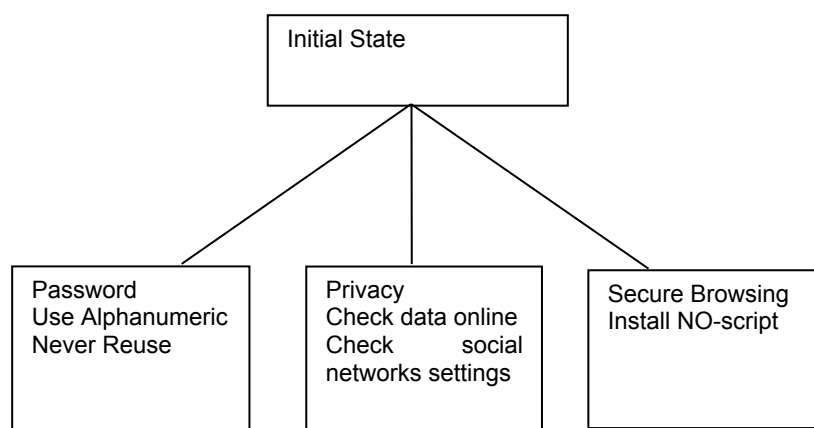 Initial State
Password
Use Alphanumeric
Never Reuse
Privacy
Check data online
Check social
networks settings
Secure Browsing
Install NO-script